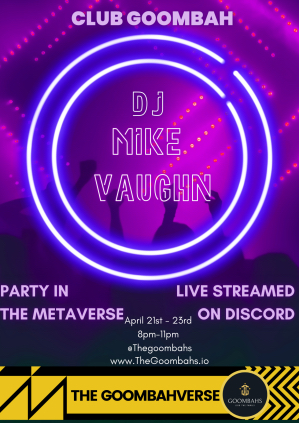 CLUB GOOMBAH
DJ
MIKE
VAUGHN
PARTY IN
THE METAVERSE
LIVE STREAMED
ON DISCORD
April 21st - 23rd
8pm-11pm
@Thegoombahs
www.TheGoombahs.io
THE GOOMBAHVERSE
GOOMBAHS